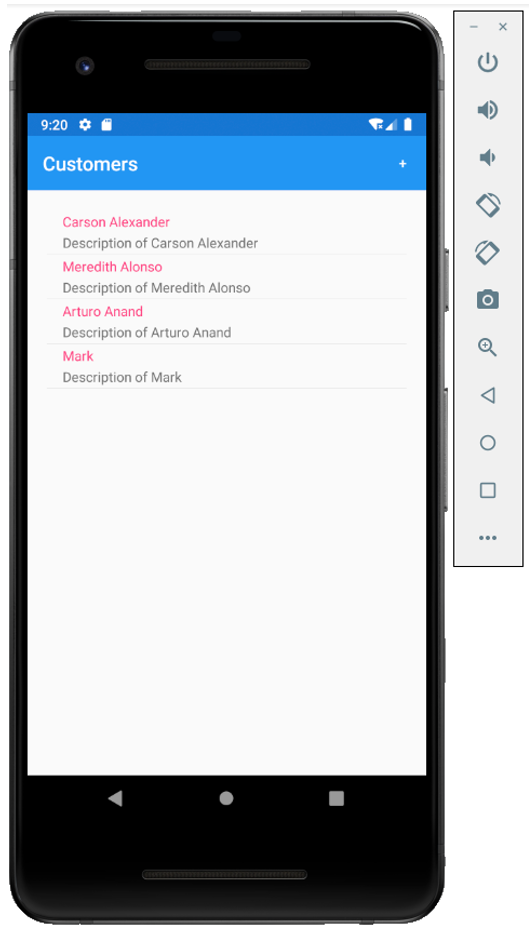 9:20
Customers +
Carson Alexander
Description of Carson Alexander
Meredith Alonso
Description of Meredith Alonso
Arturo Anand
Description of Arturo Anand
Mark
Description of Mark